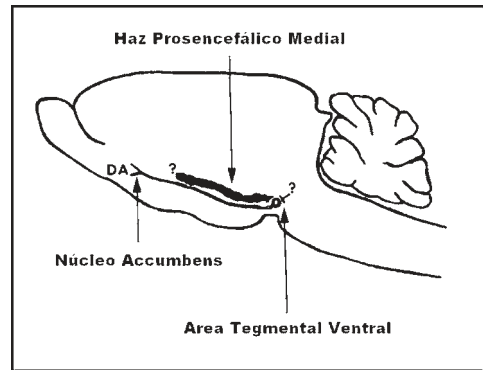 Haz Prosencefálico Medial
?
?
DA
Núcleo Accumbens
Area Tegmental Ventral